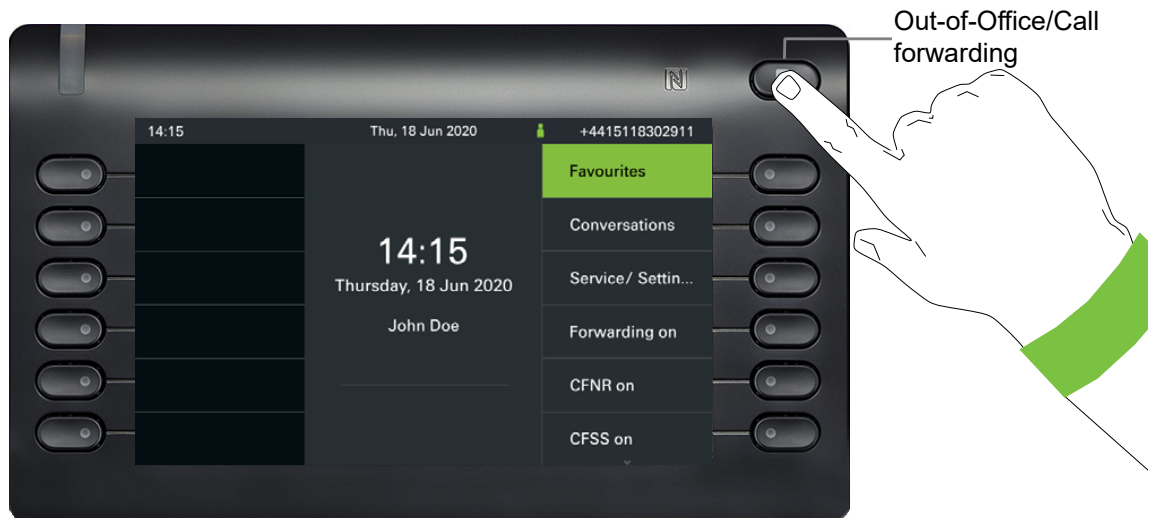 Out-of-Office/Call
forwarding
14:15
Thu, 18 Jun 2020
+4415118302911
Favourites
Conversations
14:15
Service/ Settin...
Thursday, 18 Jun 2020
John Doe
Forwarding on
CFNR on
CFSS on